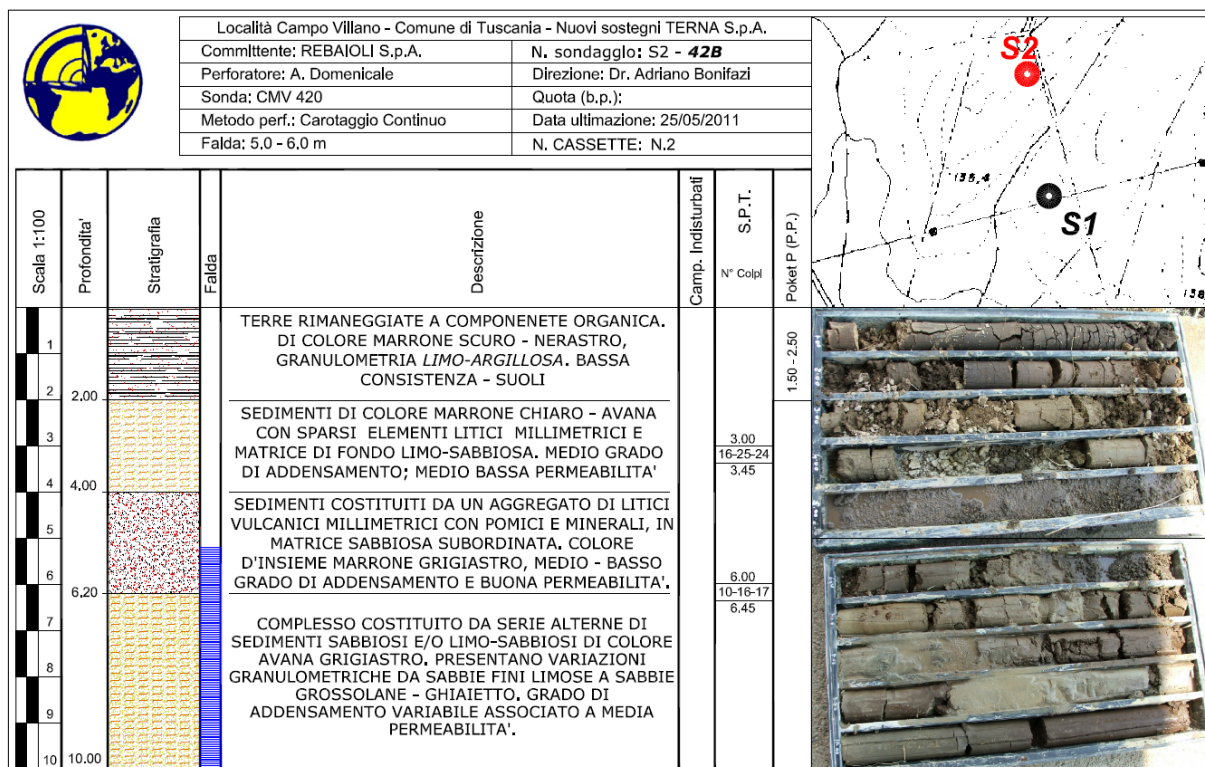 Località Campo Villano - Comune di Tuscania - Nuovi sostegni TERNA S.p.A.
Committente: REBAIOLI S.p.A.
N. sondaggio: S2 - 42B
Perforatore: A. Domenicale
Direzione: Dr. Adriano Bonifazi
Sonda: CMV 420
Quota (b.p.):
Metodo perf.: Carotaggio Continuo
Data ultimazione: 25/05/2011
Falda: 5.0 - 6.0 m
N. CASSETTE: N.2
S2
135,4
S1
138
Scala 1:100
Profondita'
Stratigrafia
Falda
Descrizione
Camp. Indisturbati
S.P.T.
N° Colpi
Poket P (P.P.)
TERRE RIMANEGGIATE A COMPONENETE ORGANICA.
DI COLORE MARRONE SCURO - NERASTRO,
GRANULOMETRIA LIMO-ARGILLOSA. BASSA
CONSISTENZA - SUOLI
1.50 - 2.50
1
2
2.00
SEDIMENTI DI COLORE MARRONE CHIARO - AVANA
CON SPARSI ELEMENTI LITICI MILLIMETRICI E
MATRICE DI FONDO LIMO-SABBIOSA. MEDIO GRADO
DI ADDENSAMENTO; MEDIO BASSA PERMEABILITA'
3.00
16-25-24
3.45
3
4
4.00
SEDIMENTI COSTITUITI DA UN AGGREGATO DI LITICI
VULCANICI MILLIMETRICI CON POMICI E MINERALI, IN
MATRICE SABBIOSA SUBORDINATA. COLORE
D'INSIEME MARRONE GRIGIASTRO, MEDIO - BASSO
GRADO DI ADDENSAMENTO E BUONA PERMEABILITA'.
5
6
6.00
10-16-17
6.45
6.20
COMPLESSO COSTITUITO DA SERIE ALTERNE DI
SEDIMENTI SABBIOSI E/O LIMO-SABBIOSI DI COLORE
AVANA GRIGIASTRO, PRESENTANO VARIAZIONI
GRANULOMETRICHE DA SABBIE FINI LIMOSE A SABBIE
GROSSOLANE - GHIAIETTO. GRADO DI
ADDENSAMENTO VARIABILE ASSOCIATO A MEDIA
PERMEABILITA'.
7
8
9
10
10.00